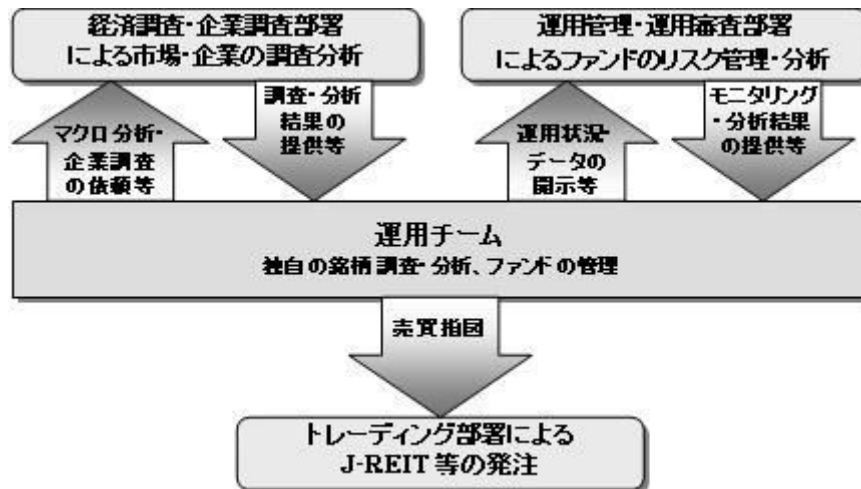 経済調査・企業調査部署
による市場・企業の調査分析
運用管理・運用審査部署
によるファンドのリスク管理・分析
マクロ分析・
企業調査
の依頼等
調査・分析
結果の
提供等
運用状況・
データの
開示等
モニタリング
・分析結果
の提供等
運用チーム
独自の銘柄調査・分析、ファンドの管理
売買指図
トレーディング部署による
J-REIT等の発注